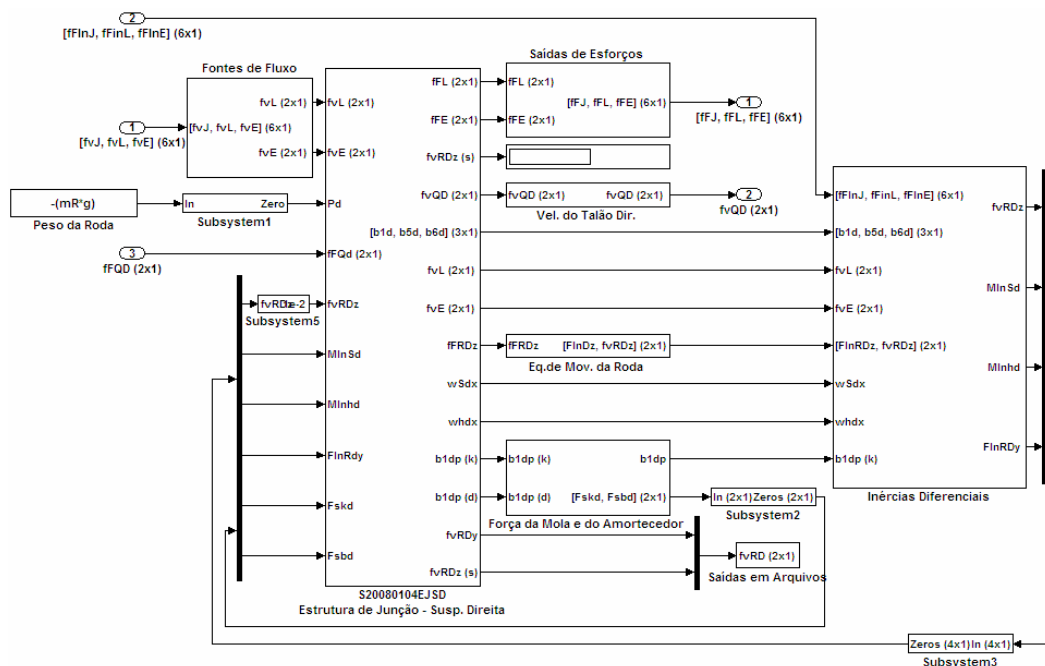 2
[fFInJ, fFinL, fFInE] (6x1)
Fontes de Fluxo
fvL (2x1)
[fvJ, fvL, fvE] (6x1)
fvE (2x1)
1
[fvJ, fvL, fvE] (6x1)
-(mR*g)
Peso da Roda
In
Zero
Subsystem1
3
fFQD (2x1)
fvRDze-2
Subsystem5
fvL (2x1)
fvE (2x1)
Pd
fFQd (2x1)
fvRDz
MInSd
MInhd
FInRdy
Fskd
Fsbd
fFL (2x1)
fFE (2x1)
fvRDz (s)
fvQD (2x1)
[b1d, b5d, b6d] (3x1)
fvL (2x1)
fvE (2x1)
fFRDz
wSdx
whdx
b1dp (k)
b1dp (d)
fvRDy
fvRDz (s)
S20080104EJSD
Estrutura de Junção - Susp. Direita
Saídas de Esforços
fFL (2x1)
[fFJ, fFL, fFE] (6x1)
fFE (2x1)
1
[fFJ, fFL, fFE] (6x1)
fvQD (2x1)
fvQD (2x1)
Vel. do Talão Dir.
2
fvQD (2x1)
fFRDz
[FInDz, fvRDz] (2x1)
Eq.de Mov. da Roda
b1dp (k)
b1dp
b1dp (d)
[Fskd, Fsbd] (2x1)
Força da Mola e do Amortecedor
In (2x1)
Zeros (2x1)
Subsystem2
fvRD (2x1)
Saídas em Arquivos
[fFInJ, fFinL, fFInE] (6x1)
[b1d, b5d, b6d] (3x1)
fvL (2x1)
fvE (2x1)
[FInRDz, fvRDz] (2x1)
wSdx
whdx
b1dp (k)
fvRDz
MInSd
MInhd
FInRDy
Inércias Diferenciais
Zeros (4x1)
In (4x1)
Subsystem3